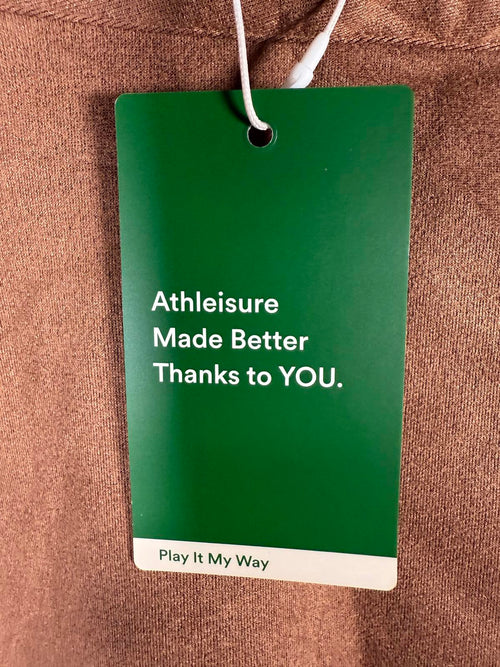 Athleisure
Made Better
Thanks to YOU.
Play It My Way